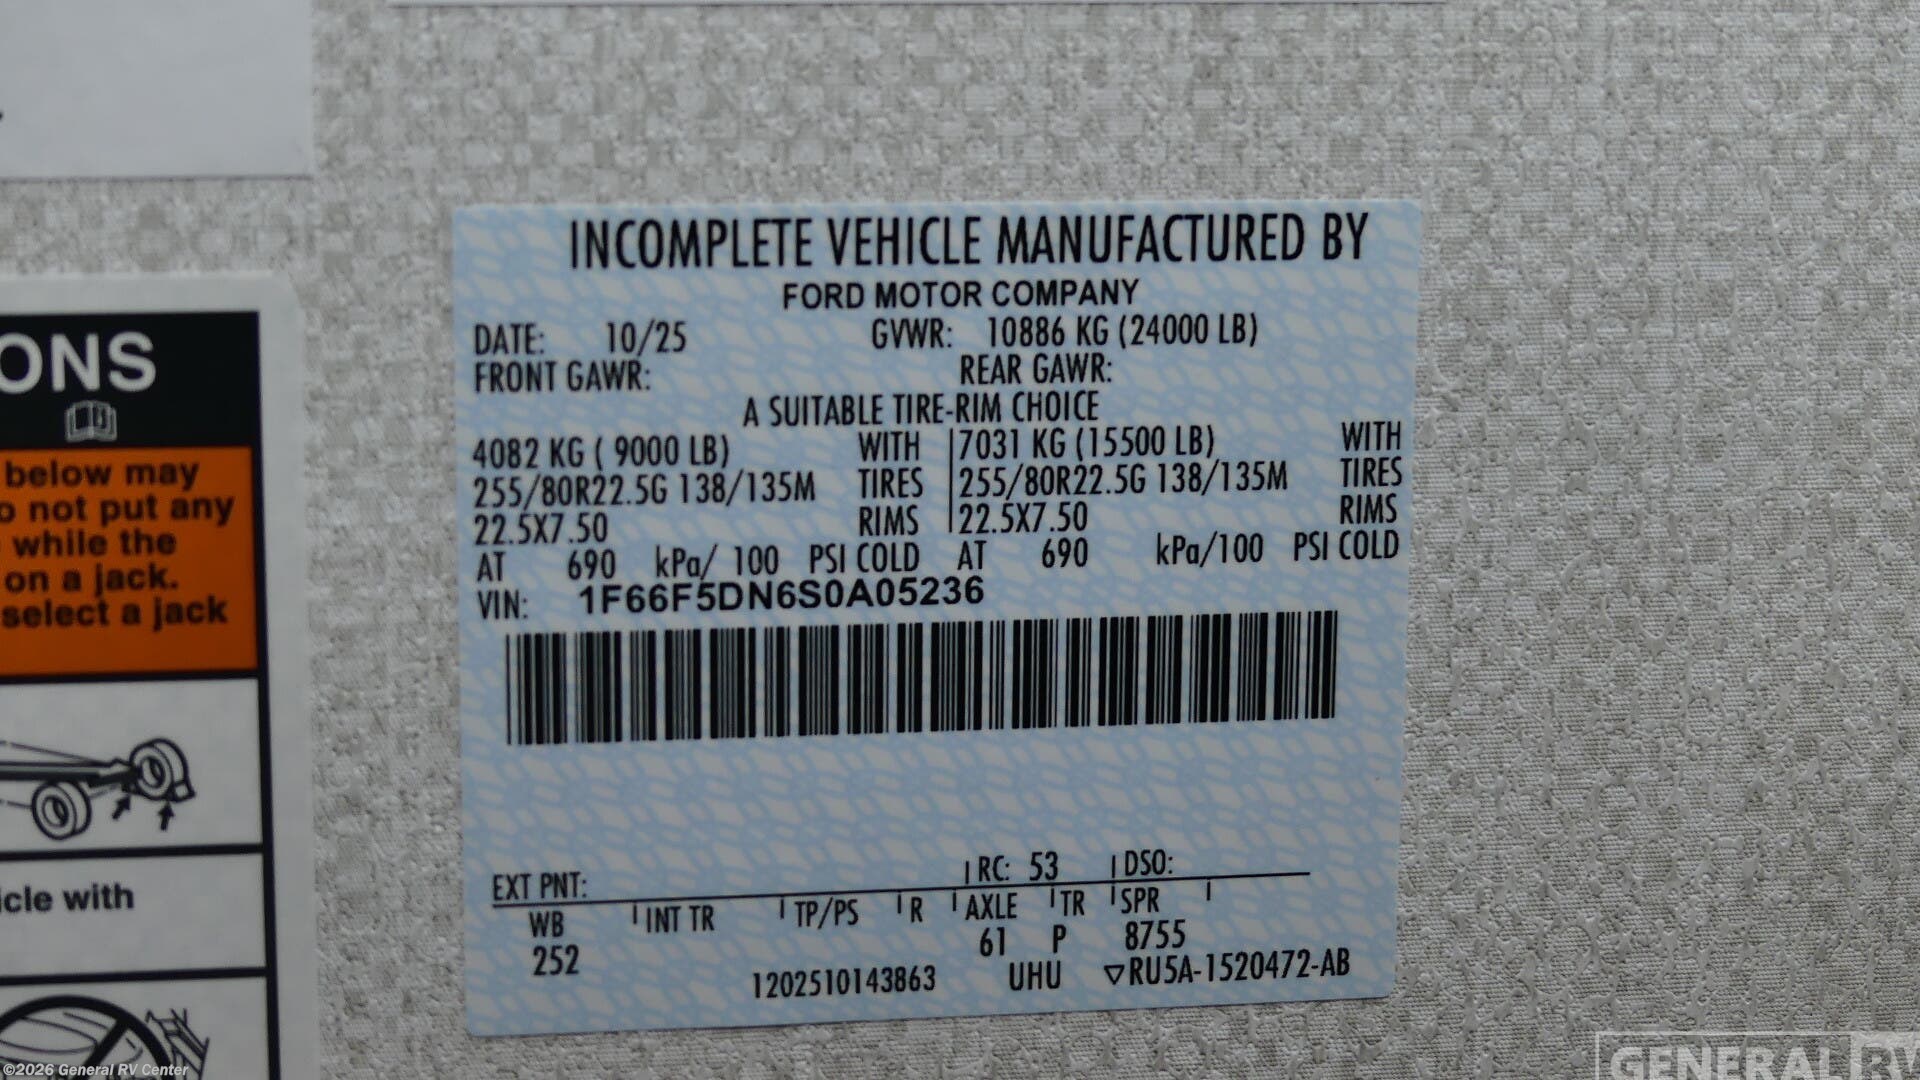 INCOMPLETE VEHICLE MANUFACTURED BY
FORD MOTOR COMPANY
DATE: 10/25 GVWR: 10886 KG (24000 LB)
FRONT GAWR: REAR GAWR:
A SUITABLE TIRE-RIM CHOICE
4082 KG ( 9000 LB) WITH 7031 KG (15500 LB) WITH
255/80R22.5G 138/135M TIRES 255/80R22.5G 138/135M TIRES
22.5X7.50 RIMS 22.5X7.50 RIMS
AT 690 kPa/ 100 PSI COLD AT 690 kPa/100 PSI COLD
VIN: 1F66F5DN6S0A05236
EXT PNT: RC: 53 DSO:
WB INT TR TP/PS R AXLE TR SPR
252 61 P 8755
1202510143863 UHU ▽RU5A-1520472-AB
ONS
below may
o not put any
while the
on a jack.
select a jack
icle with
©2026 General RV Center
GENERAL RV